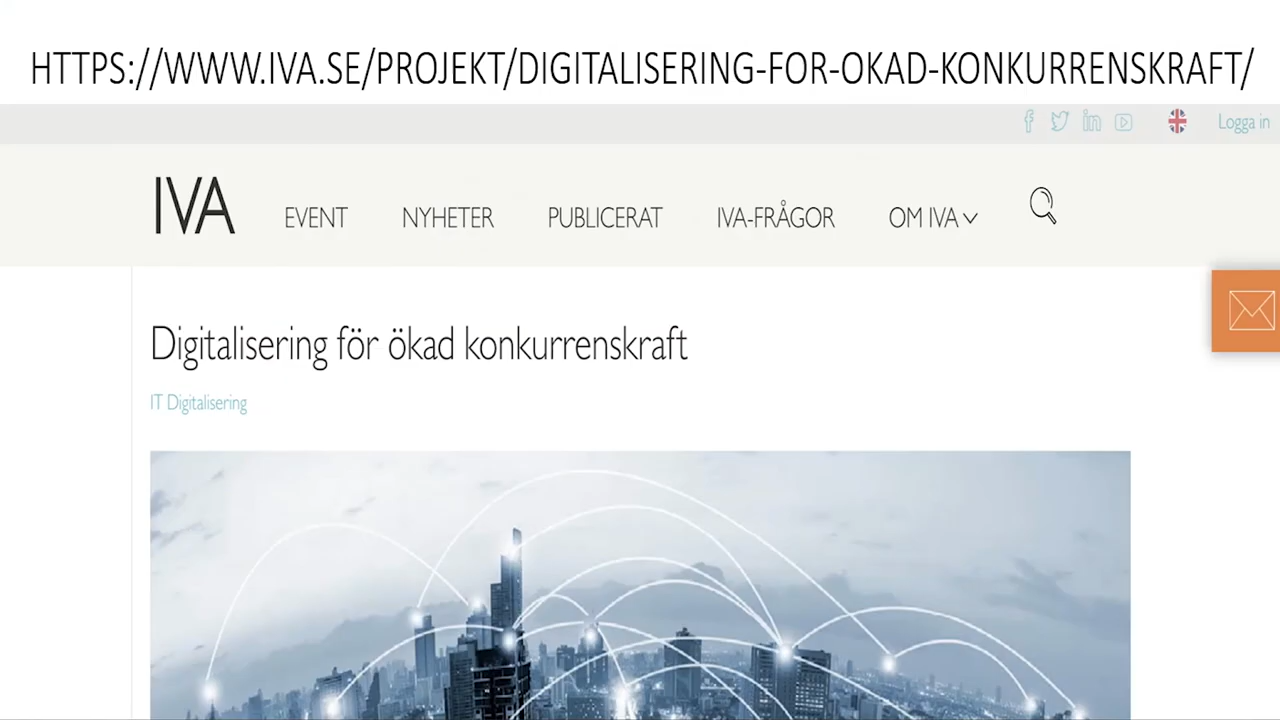 HTTPS://WWW.IVA.SE/PROJEKT/DIGITALISERING-FOR-OKAD-KONKURRENSKRAFT/
Logga in
IVA EVENT NYHETER PUBLICERAT IVA-FRÅGOR OM IVA
Digitalisering för ökad konkurrenskraft
IT Digitalisering